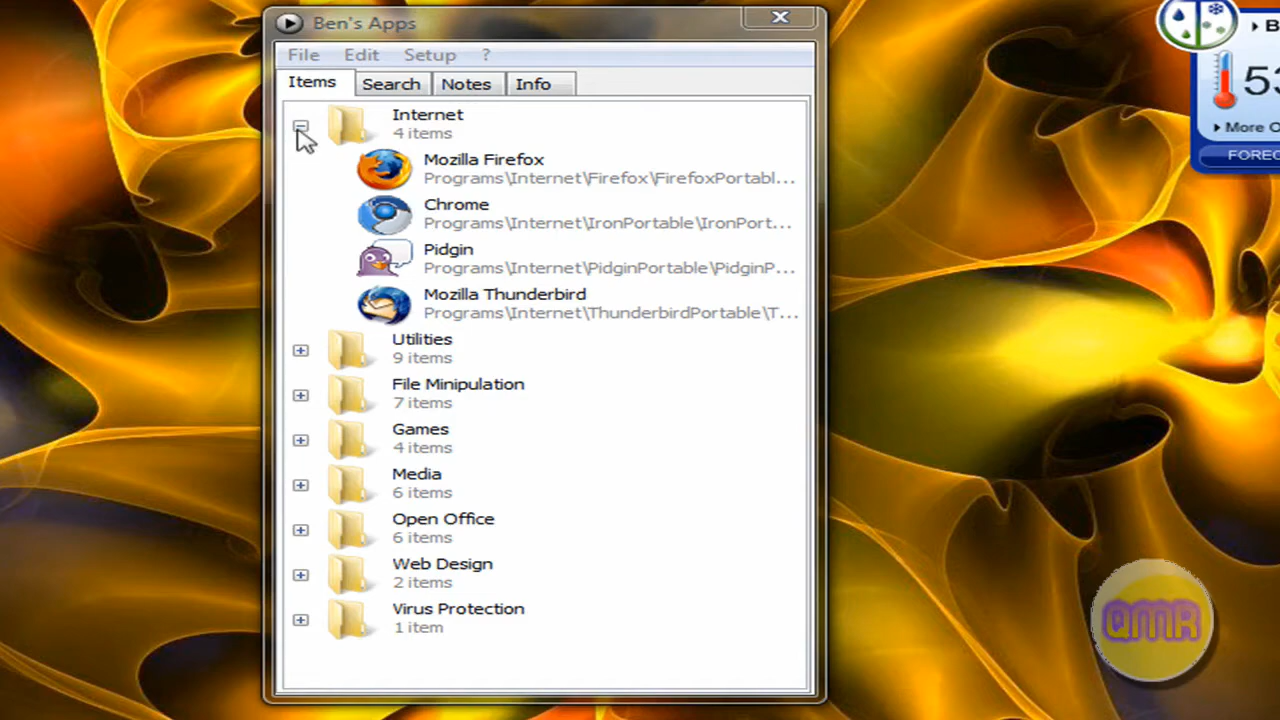 Ben's Apps
File Edit Setup ?
Items Search Notes Info
Internet
4 items
Mozilla Firefox
Programs\Internet\Firefox\FirefoxPortabl...
Chrome
Programs\Internet\IronPortable\IronPort...
Pidgin
Programs\Internet\PidginPortable\PidginP...
Mozilla Thunderbird
Programs\Internet\ThunderbirdPortable\T...
Utilities
9 items
File Minipulation
7 items
Games
4 items
Media
6 items
Open Office
6 items
Web Design
2 items
Virus Protection
1 item
B
53
More O
FOREC
QMR